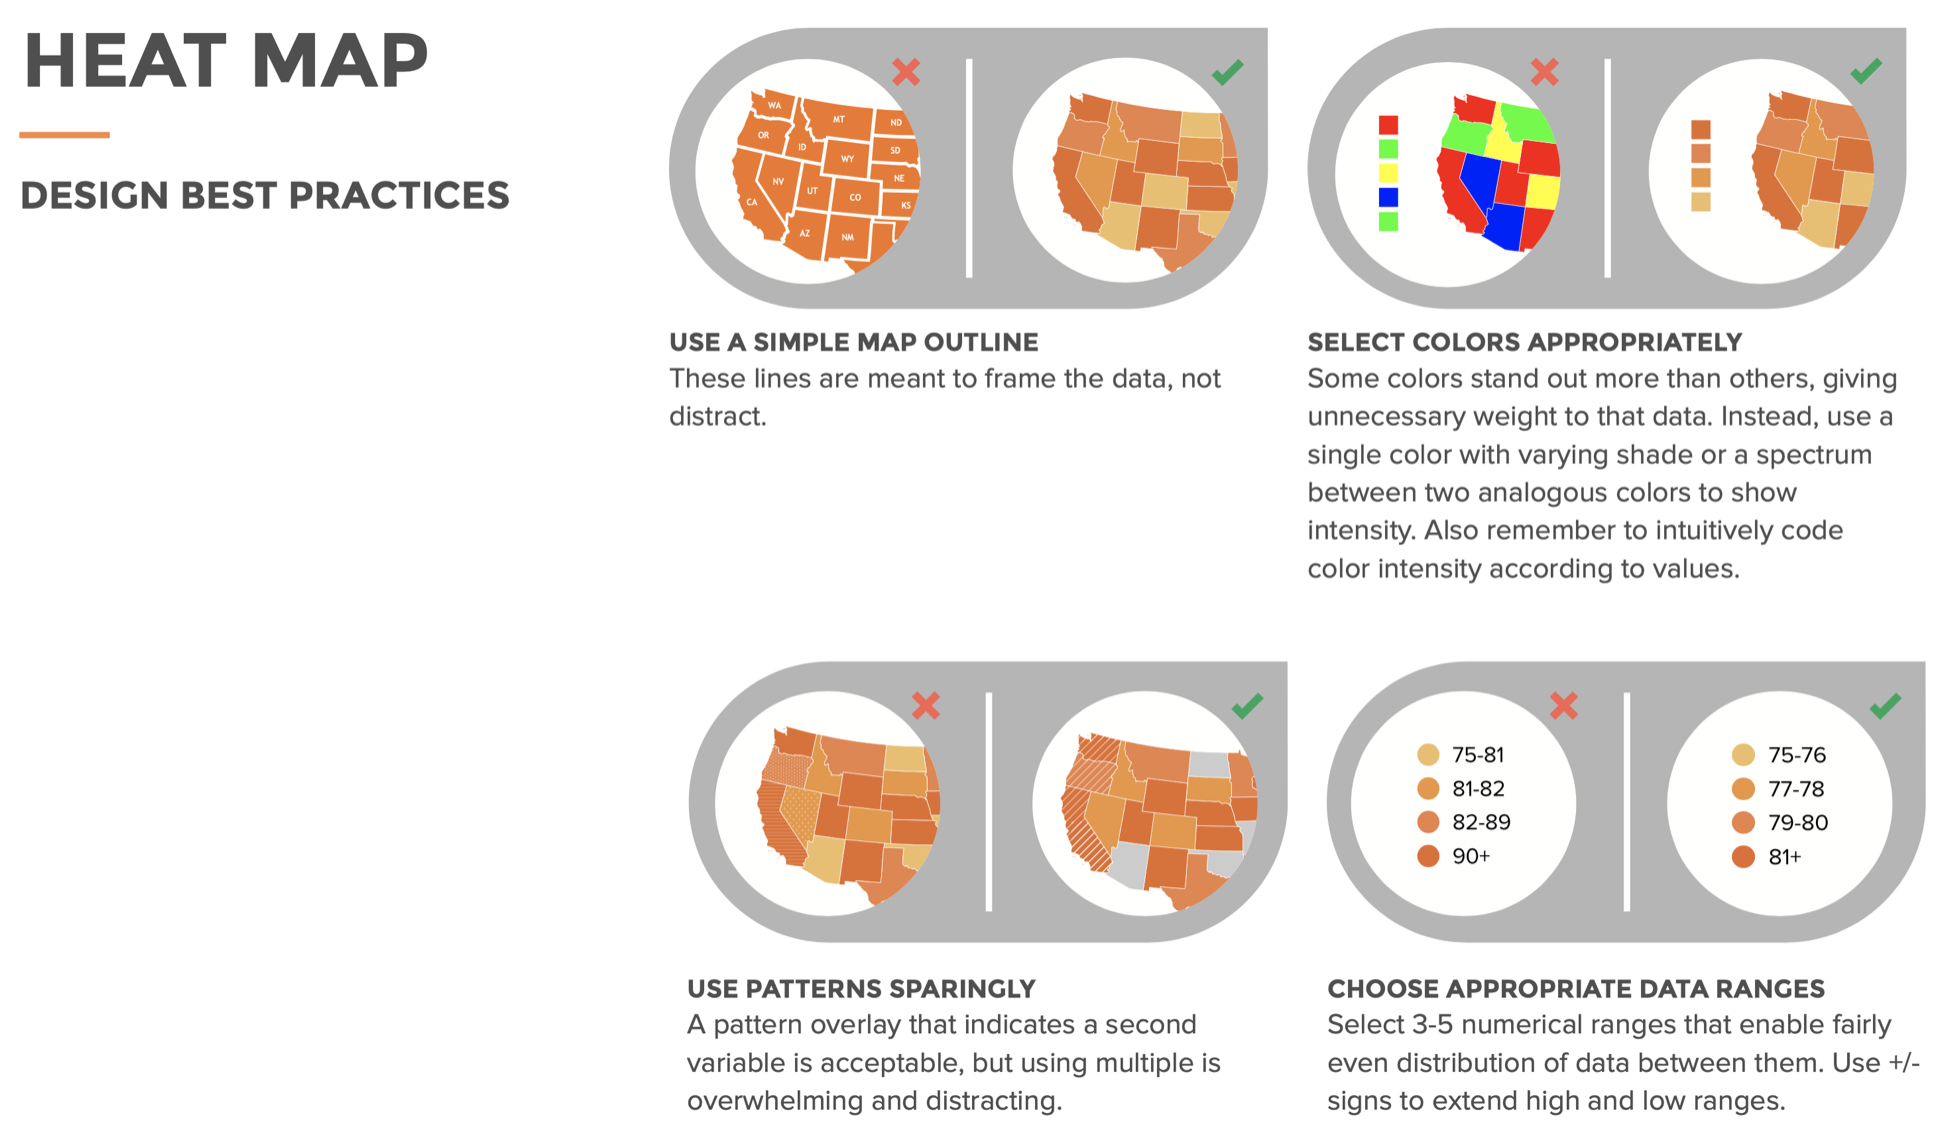 HEAT MAP
DESIGN BEST PRACTICES
WA
OR
ID
MT
ND
SD
WY
NE
NV
UT
CO
KS
CA
AZ
NM
USE A SIMPLE MAP OUTLINE
These lines are meant to frame the data, not
distract.
SELECT COLORS APPROPRIATELY
Some colors stand out more than others, giving
unnecessary weight to that data. Instead, use a
single color with varying shade or a spectrum
between two analogous colors to show
intensity. Also remember to intuitively code
color intensity according to values.
USE PATTERNS SPARINGLY
A pattern overlay that indicates a second
variable is acceptable, but using multiple is
overwhelming and distracting.
75-81
81-82
82-89
90+
75-76
77-78
79-80
81+
CHOOSE APPROPRIATE DATA RANGES
Select 3-5 numerical ranges that enable fairly
even distribution of data between them. Use +/-
signs to extend high and low ranges.